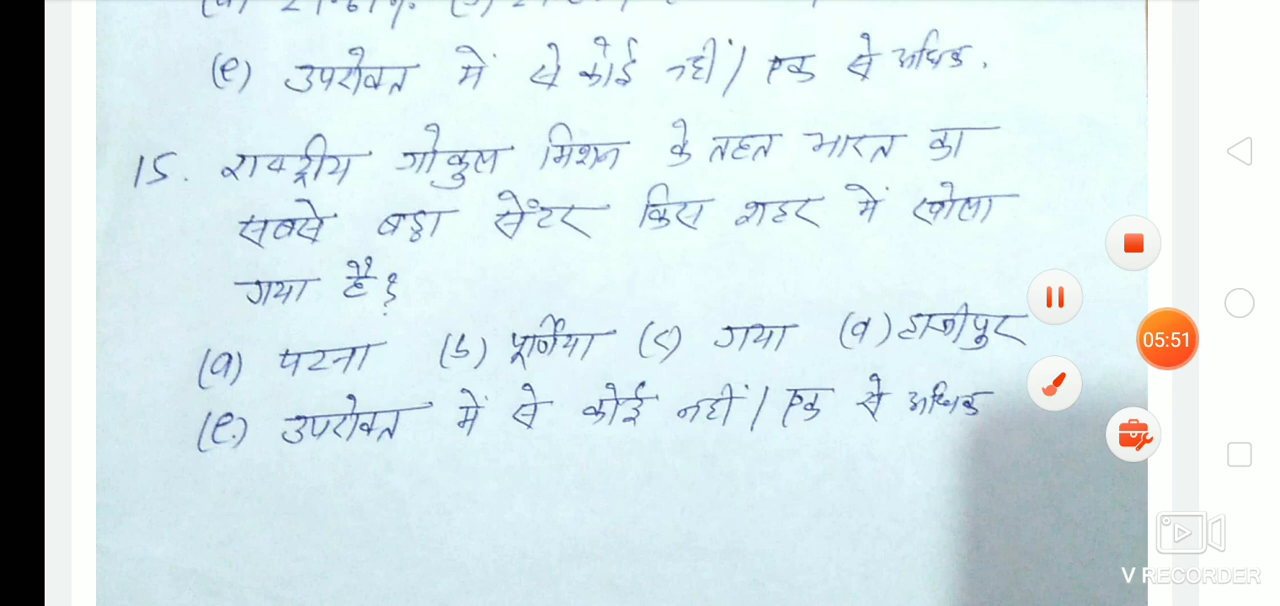 (e) उपरोक्त में से कोई नहीं / एक से अधिक.
15. राष्ट्रीय गोकुल मिशन के तहत भारत का
सबसे बड़ा सेंटर किस शहर में खोला
गया है?
(a) पटना (b) पूर्णिया (c) गया (d) हाजीपुर
(e.) उपरोक्त में से कोई नहीं / एक से अधिक
05:51
V RECORDER